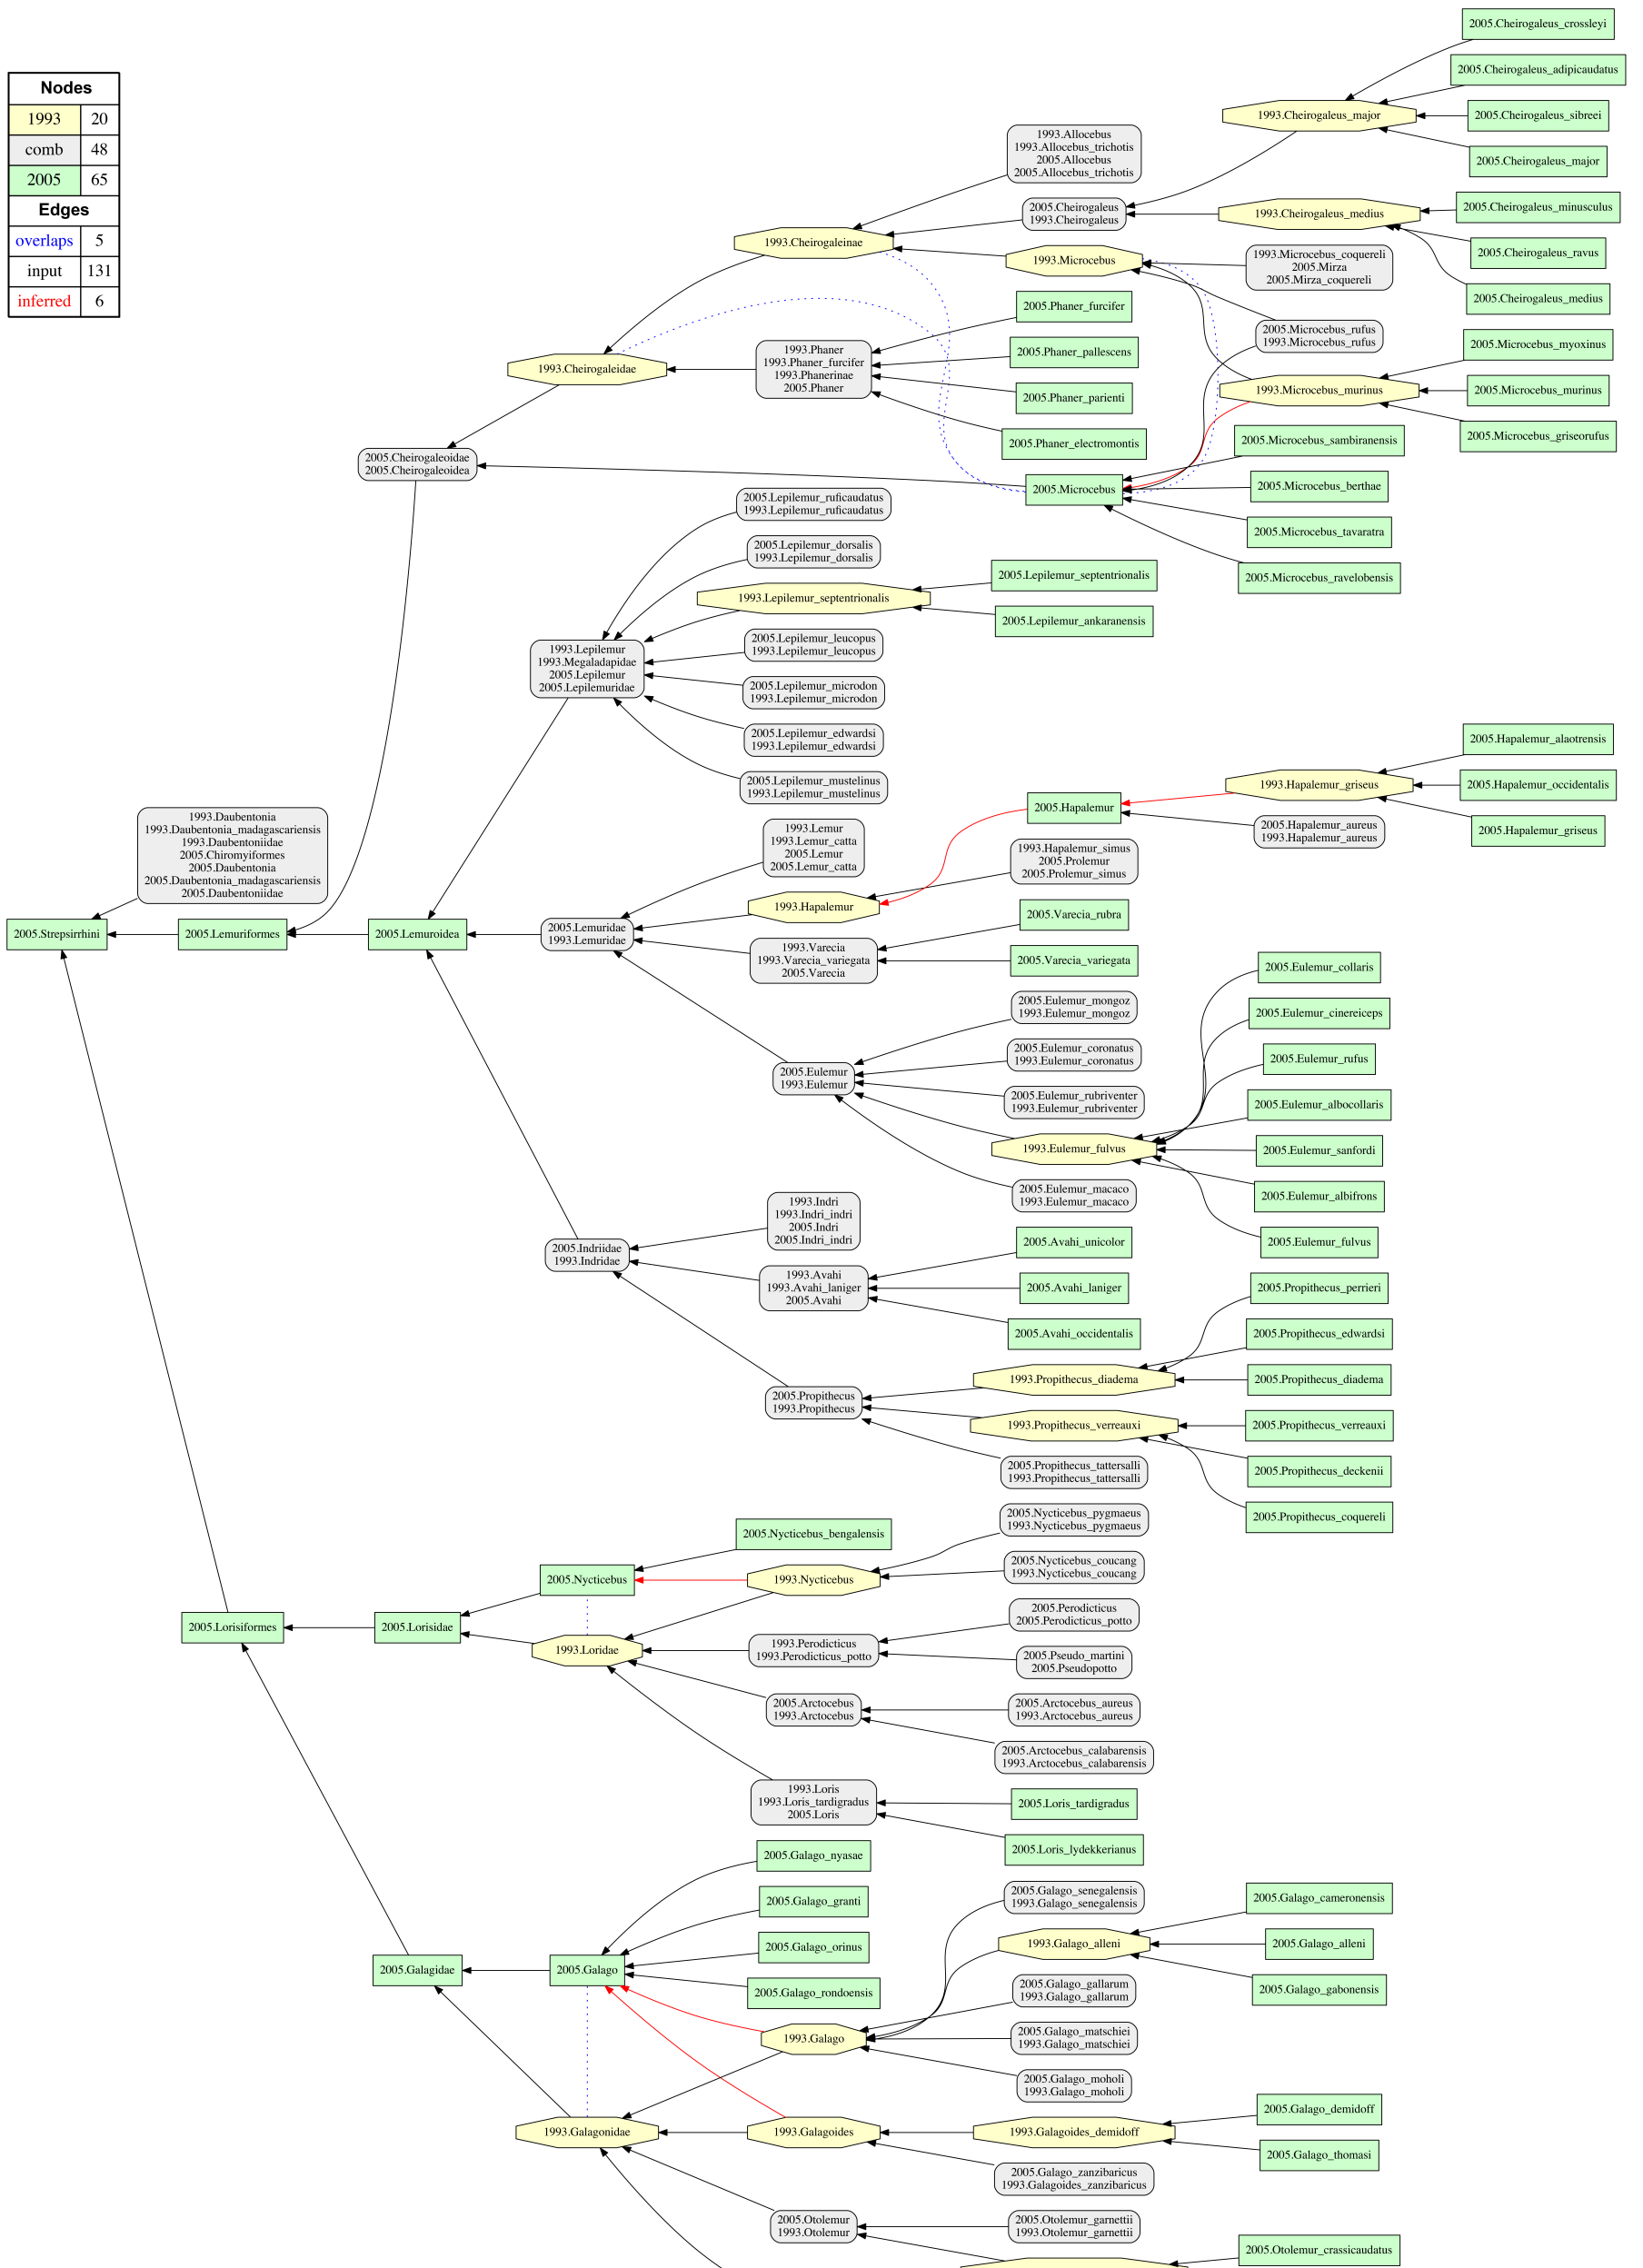 Nodes
1993 20
comb 48
2005 65
Edges
overlaps 5
input 131
inferred 6
2005.Cheirogaleus_crossleyi
2005.Cheirogaleus_adipicaudatus
1993.Cheirogaleus_major
2005.Cheirogaleus_sibreei
2005.Cheirogaleus_major
1993.Allocebus
1993.Allocebus_trichotis
2005.Allocebus
2005.Allocebus_trichotis
2005.Cheirogaleus
1993.Cheirogaleus
1993.Cheirogaleus_medius
2005.Cheirogaleus_minusculus
2005.Cheirogaleus_ravus
2005.Cheirogaleus_medius
1993.Cheirogaleinae
1993.Microcebus
1993.Microcebus_coquereli
2005.Mirza
2005.Mirza_coquereli
2005.Phaner_furcifer
2005.Phaner_pallescens
2005.Phaner_parienti
2005.Phaner_electromontis
2005.Microcebus_rufus
1993.Microcebus_rufus
2005.Microcebus_myoxinus
1993.Microcebus_murinus
2005.Microcebus_murinus
2005.Microcebus_griseorufus
1993.Cheirogaleidae
1993.Phaner
1993.Phaner_furcifer
1993.Phanerinae
2005.Phaner
2005.Cheirogaleoidae
2005.Cheirogaleoidea
2005.Microcebus_sambiranensis
2005.Microcebus
2005.Microcebus_berthae
2005.Microcebus_tavaratra
2005.Microcebus_ravelobensis
2005.Lepilemur_ruficaudatus
1993.Lepilemur_ruficaudatus
2005.Lepilemur_dorsalis
1993.Lepilemur_dorsalis
1993.Lepilemur_septentrionalis
2005.Lepilemur_septentrionalis
2005.Lepilemur_ankaranensis
1993.Lepilemur
1993.Megaladapidae
2005.Lepilemur
2005.Lepilemuridae
2005.Lepilemur_leucopus
1993.Lepilemur_leucopus
2005.Lepilemur_microdon
1993.Lepilemur_microdon
2005.Lepilemur_edwardsi
1993.Lepilemur_edwardsi
2005.Lepilemur_mustelinus
1993.Lepilemur_mustelinus
2005.Hapalemur_alaotrensis
1993.Hapalemur_griseus
2005.Hapalemur_occidentalis
2005.Hapalemur_griseus
2005.Hapalemur
2005.Hapalemur_aureus
1993.Hapalemur_aureus
1993.Daubentonia
1993.Daubentonia_madagascariensis
1993.Daubentoniidae
2005.Chiromyiformes
2005.Daubentonia
2005.Daubentonia_madagascariensis
2005.Daubentoniidae
1993.Lemur
1993.Lemur_catta
2005.Lemur
2005.Lemur_catta
1993.Hapalemur_simus
2005.Prolemur
2005.Prolemur_simus
1993.Hapalemur
2005.Strepsirrhini
2005.Lemuriformes
2005.Lemuroidea
2005.Lemuridae
1993.Lemuridae
2005.Varecia_rubra
1993.Varecia
1993.Varecia_variegata
2005.Varecia
2005.Varecia_variegata
2005.Eulemur_collaris
2005.Eulemur_cinereiceps
2005.Eulemur_rufus
2005.Eulemur_albocollaris
2005.Eulemur_sanfordi
2005.Eulemur_albifrons
2005.Eulemur_fulvus
2005.Eulemur_mongoz
1993.Eulemur_mongoz
2005.Eulemur_coronatus
1993.Eulemur_coronatus
2005.Eulemur
1993.Eulemur
2005.Eulemur_rubriventer
1993.Eulemur_rubriventer
1993.Eulemur_fulvus
2005.Eulemur_macaco
1993.Eulemur_macaco
1993.Indri
1993.Indri_indri
2005.Indri
2005.Indri_indri
2005.Indriidae
1993.Indridae
2005.Avahi_unicolor
1993.Avahi
1993.Avahi_laniger
2005.Avahi
2005.Avahi_laniger
2005.Avahi_occidentalis
2005.Propithecus_perrieri
2005.Propithecus_edwardsi
1993.Propithecus_diadema
2005.Propithecus_diadema
2005.Propithecus
1993.Propithecus
1993.Propithecus_verreauxi
2005.Propithecus_verreauxi
2005.Propithecus_tattersalli
1993.Propithecus_tattersalli
2005.Propithecus_deckenii
2005.Propithecus_coquereli
2005.Nycticebus_bengalensis
2005.Nycticebus_pygmaeus
1993.Nycticebus_pygmaeus
2005.Nycticebus
1993.Nycticebus
2005.Nycticebus_coucang
1993.Nycticebus_coucang
2005.Lorisiformes
2005.Lorisidae
1993.Loridae
1993.Perodicticus
1993.Perodicticus_potto
2005.Perodicticus
2005.Perodicticus_potto
2005.Pseudo_martini
2005.Pseudopotto
2005.Arctocebus
1993.Arctocebus
2005.Arctocebus_aureus
1993.Arctocebus_aureus
2005.Arctocebus_calabarensis
1993.Arctocebus_calabarensis
1993.Loris
1993.Loris_tardigradus
2005.Loris
2005.Loris_tardigradus
2005.Loris_lydekkerianus
2005.Galago_nyasae
2005.Galago_granti
2005.Galago_orinus
2005.Galago_rondoensis
2005.Galagidae
2005.Galago
2005.Galago_senegalensis
1993.Galago_senegalensis
1993.Galago_alleni
2005.Galago_cameronensis
2005.Galago_alleni
2005.Galago_gabonensis
2005.Galago_gallarum
1993.Galago_gallarum
1993.Galago
2005.Galago_matschiei
1993.Galago_matschiei
2005.Galago_moholi
1993.Galago_moholi
1993.Galagonidae
1993.Galagoides
1993.Galagoides_demidoff
2005.Galago_demidoff
2005.Galago_thomasi
2005.Galago_zanzibaricus
1993.Galagoides_zanzibaricus
2005.Otolemur
1993.Otolemur
2005.Otolemur_garnettii
1993.Otolemur_garnettii
2005.Otolemur_crassicaudatus